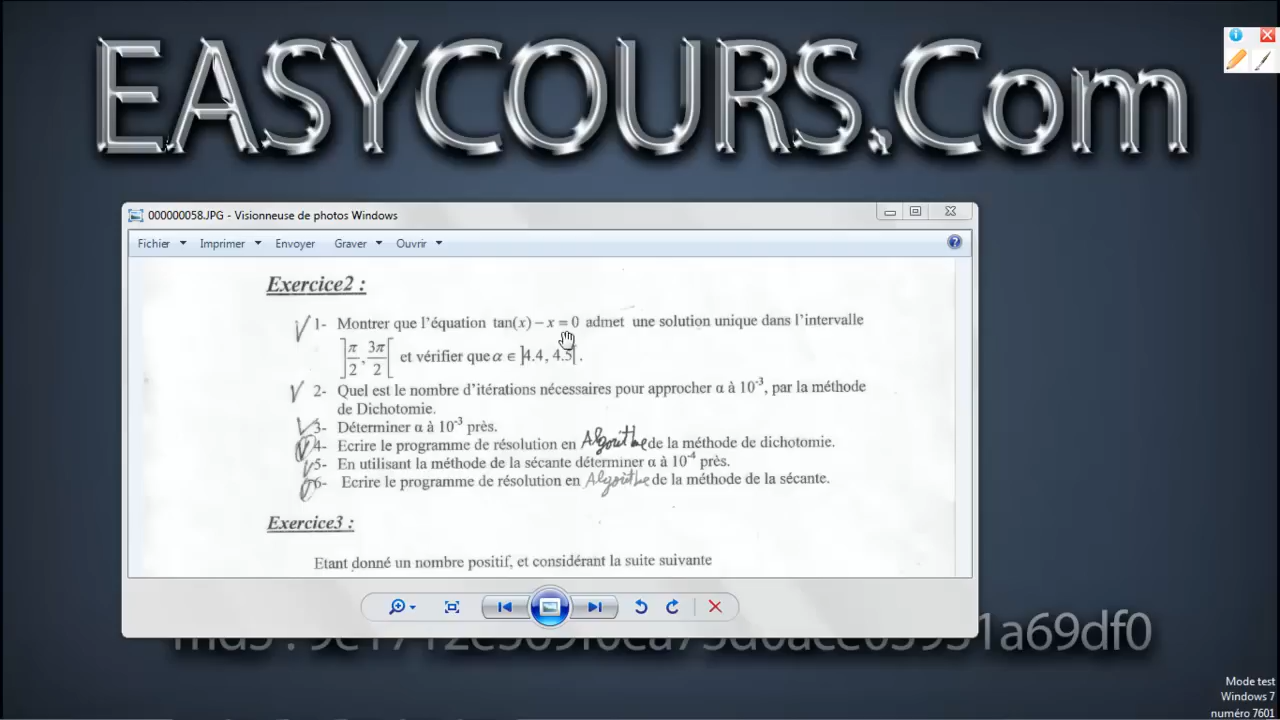 EASYCOURS.Com
000000058.JPG - Visionneuse de photos Windows
Fichier Imprimer Envoyer Graver Ouvrir
Exercice2 :
1- Montrer que l'équation tan(x) − x = 0 admet une solution unique dans l'intervalle
]π/2, 3π/2[ et vérifier que α ∈ ]4.4, 4.5[ .
2- Quel est le nombre d'itérations nécessaires pour approcher α à 10⁻³, par la méthode
de Dichotomie.
3- Déterminer α à 10⁻³ près.
4- Ecrire le programme de résolution en Algorithe de la méthode de dichotomie.
5- En utilisant la méthode de la sécante déterminer α à 10⁻⁴ près.
6- Ecrire le programme de résolution en Algorithe de la méthode de la sécante.
Exercice3 :
Etant donné un nombre positif, et considérant la suite suivante
1a69df0
Mode test
Windows 7
numéro 7601